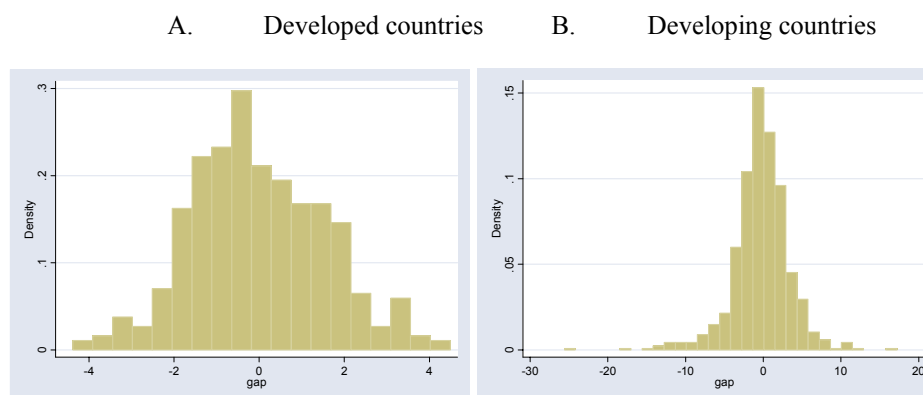 A. Developed countries B. Developing countries
.3
.2
.1
0
Density
-4 -2 0 2 4
gap
.15
.1
.05
0
Density
-30 -20 -10 0 10 20
gap